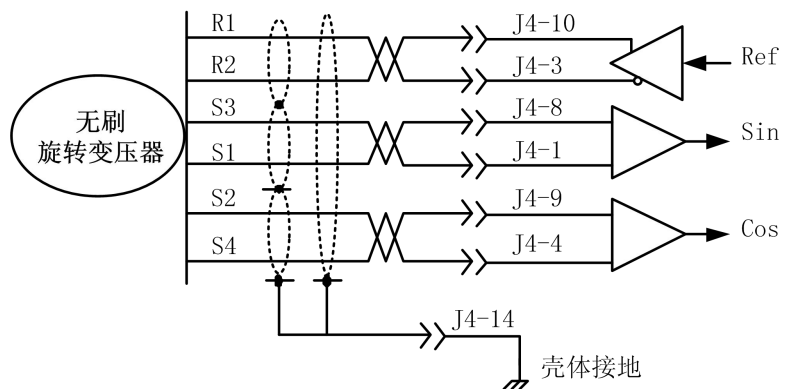 R1
J4-10
R2
J4-3
Ref
S3
J4-8
无刷
旋转变压器
Sin
S1
J4-1
S2
J4-9
Cos
S4
J4-4
J4-14
壳体接地